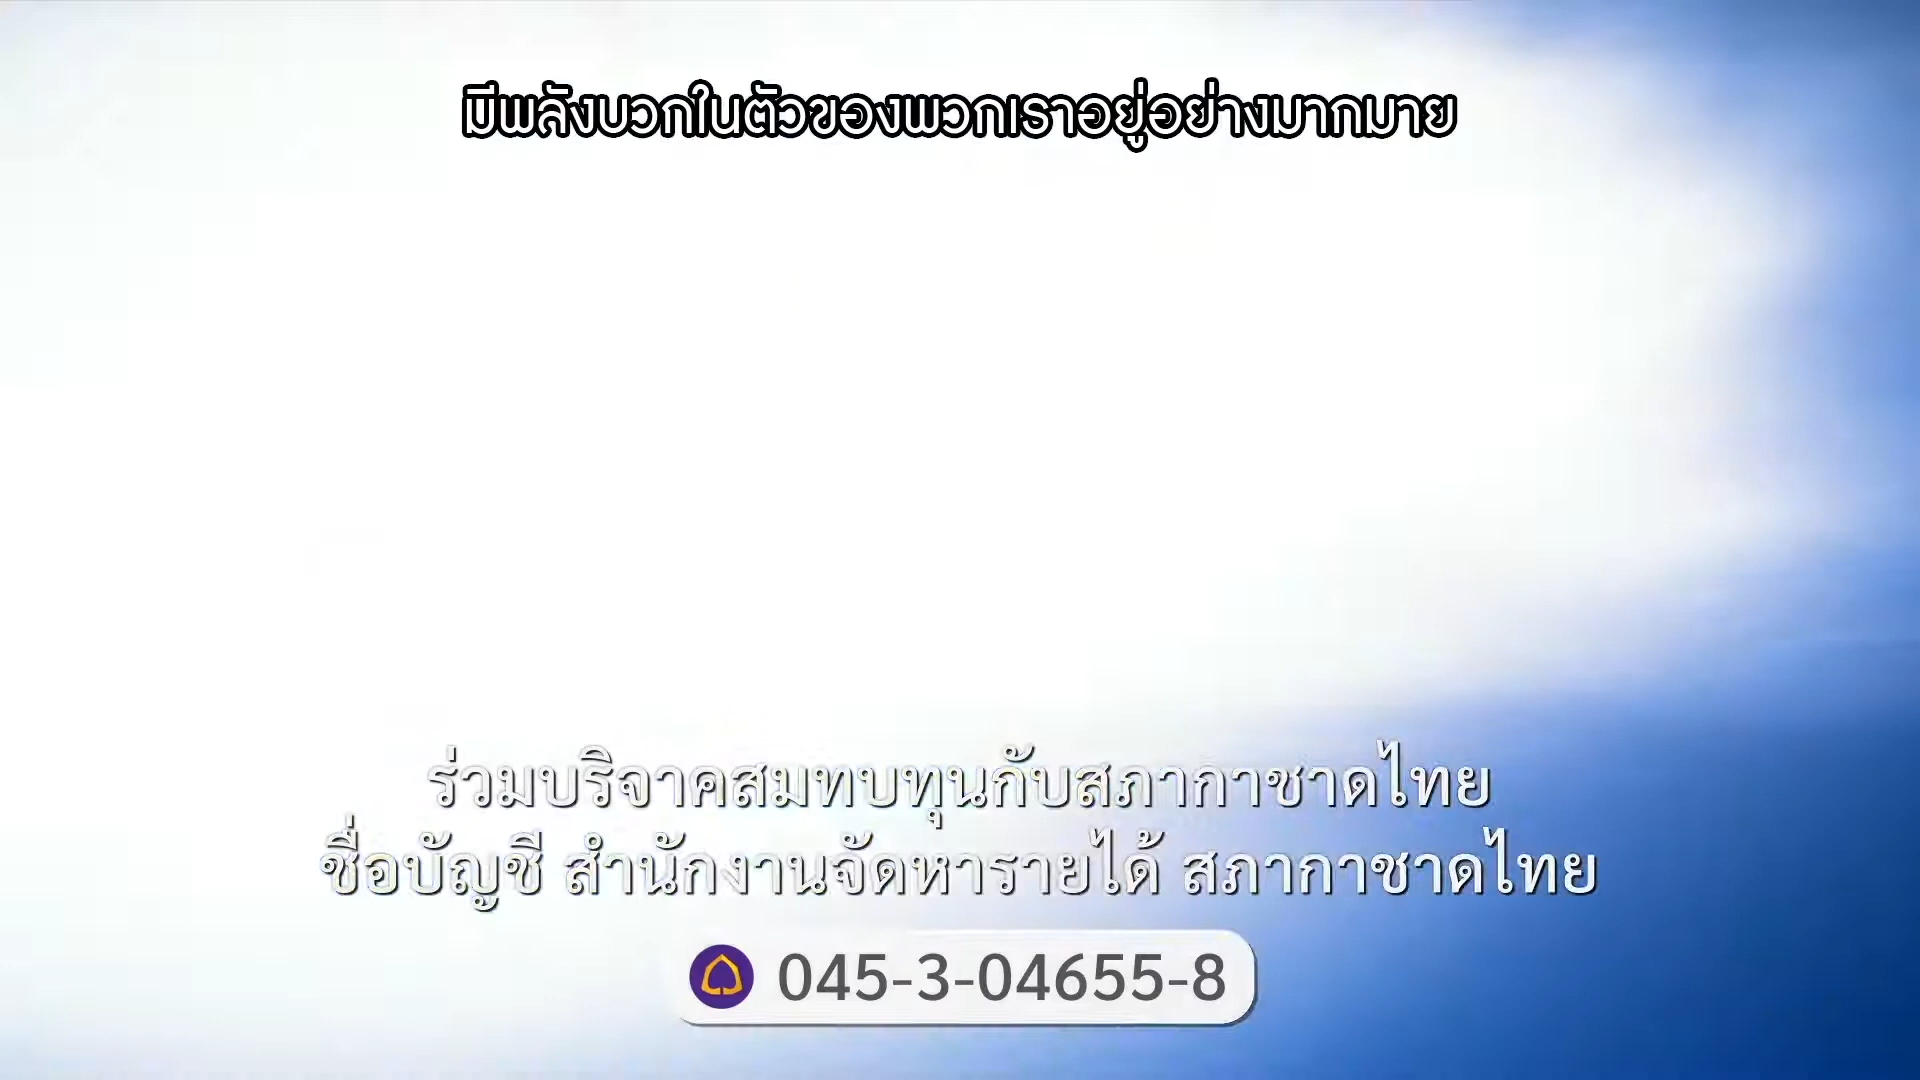 มีพลังบวกในตัวของพวกเราอยู่อย่างมากมาย
ร่วมบริจาคสมทบทุนกับสภากาชาดไทย
ชื่อบัญชี สำนักงานจัดหารายได้ สภากาชาดไทย
045-3-04655-8